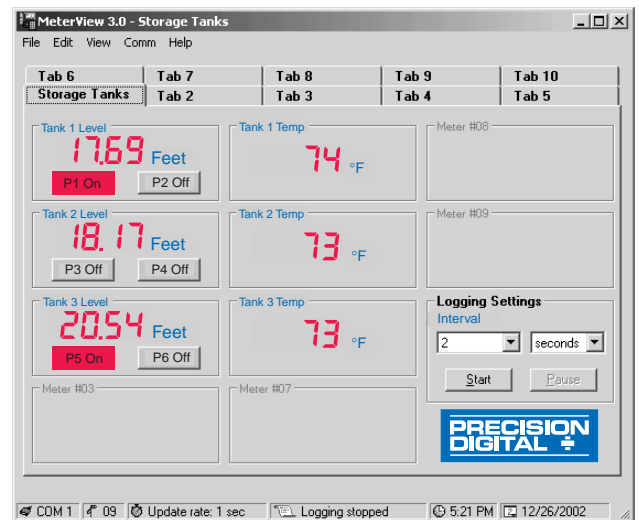 MeterView 3.0 - Storage Tanks
File Edit View Comm Help
Tab 6 Tab 7 Tab 8 Tab 9 Tab 10
Storage Tanks Tab 2 Tab 3 Tab 4 Tab 5
Tank 1 Level Tank 1 Temp Meter #08
17.69 Feet 74 °F
P1 On P2 Off
Tank 2 Level Tank 2 Temp Meter #09
18.17 Feet 73 °F
P3 Off P4 Off
Tank 3 Level Tank 3 Temp Logging Settings
Interval
20.54 Feet 73 °F 2 seconds
P5 On P6 Off Start Pause
Meter #03 Meter #07
PRECISION
DIGITAL
COM 1 09 Update rate: 1 sec Logging stopped 5:21 PM 12/26/2002